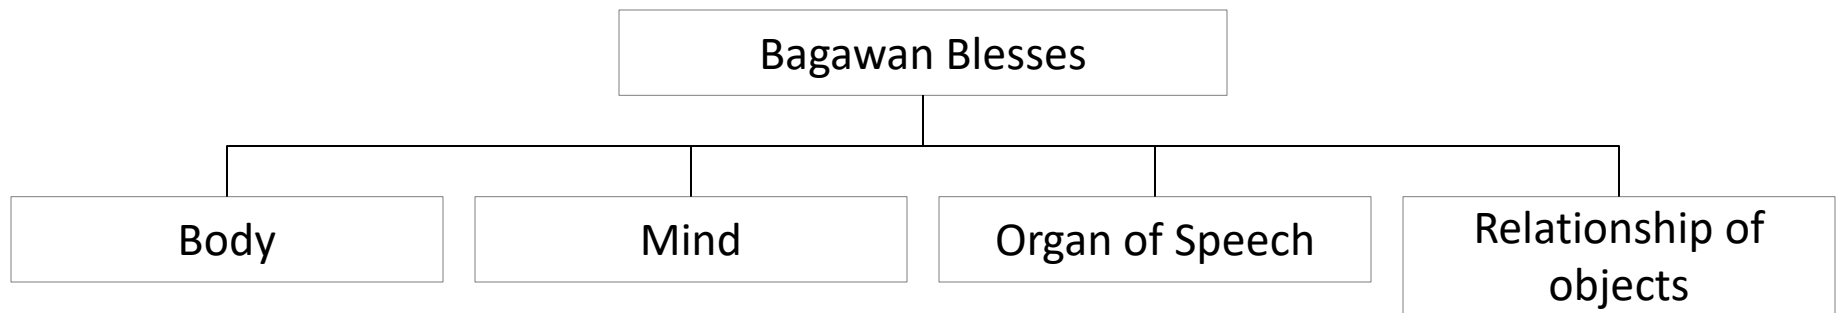 Bagawan Blesses
Body
Mind
Organ of Speech
Relationship of
objects